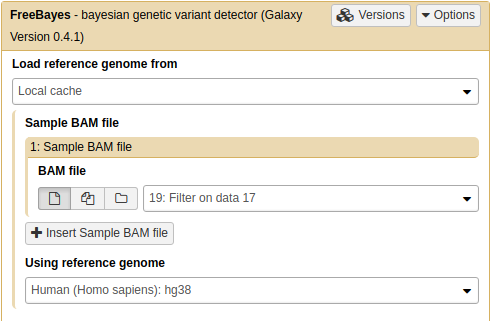 FreeBayes - bayesian genetic variant detector (Galaxy Version 0.4.1)
Versions
Options
Load reference genome from
Local cache
Sample BAM file
1: Sample BAM file
BAM file
19: Filter on data 17
Insert Sample BAM file
Using reference genome
Human (Homo sapiens): hg38